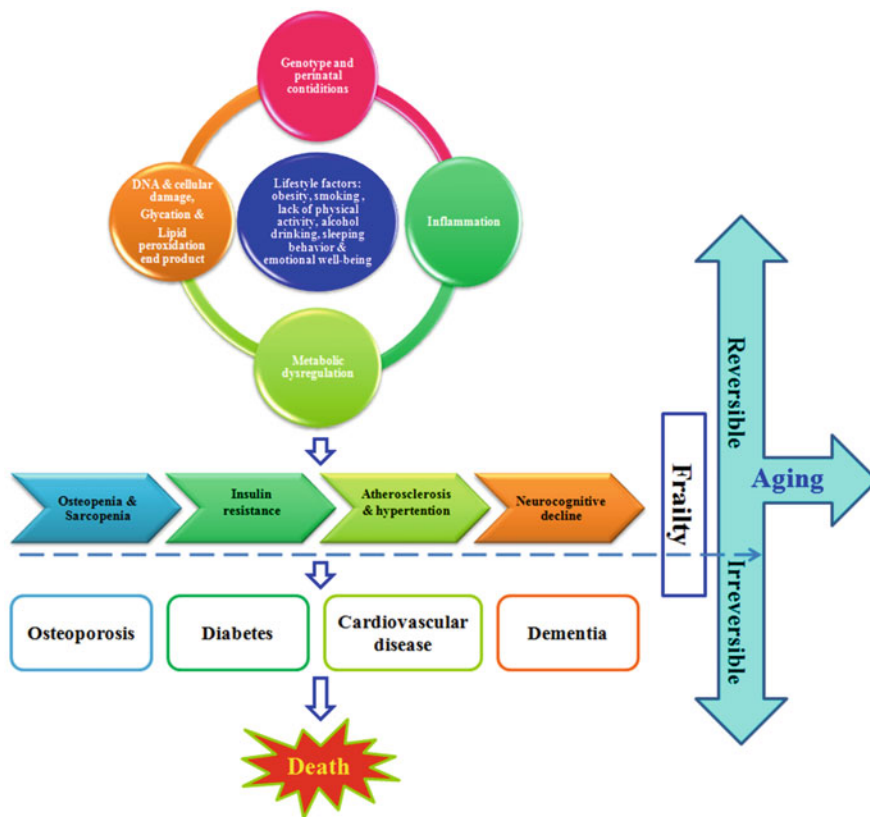 Genotype and
perinatal
contiditions
DNA & cellular
damage,
Glycation &
Lipid
peroxidation
end product
Lifestyle factors:
obesity, smoking ,
lack of physical
activity, alcohol
drinking, sleeping
behavior &
emotional well-being
Inflammation
Metabolic
dysregulation
Osteopenia &
Sarcopenia
Insulin
resistance
Atherosclerosis
& hypertention
Neurocognitive
decline
Frailty
Reversible
Irreversible
Aging
Osteoporosis
Diabetes
Cardiovascular
disease
Dementia
Death